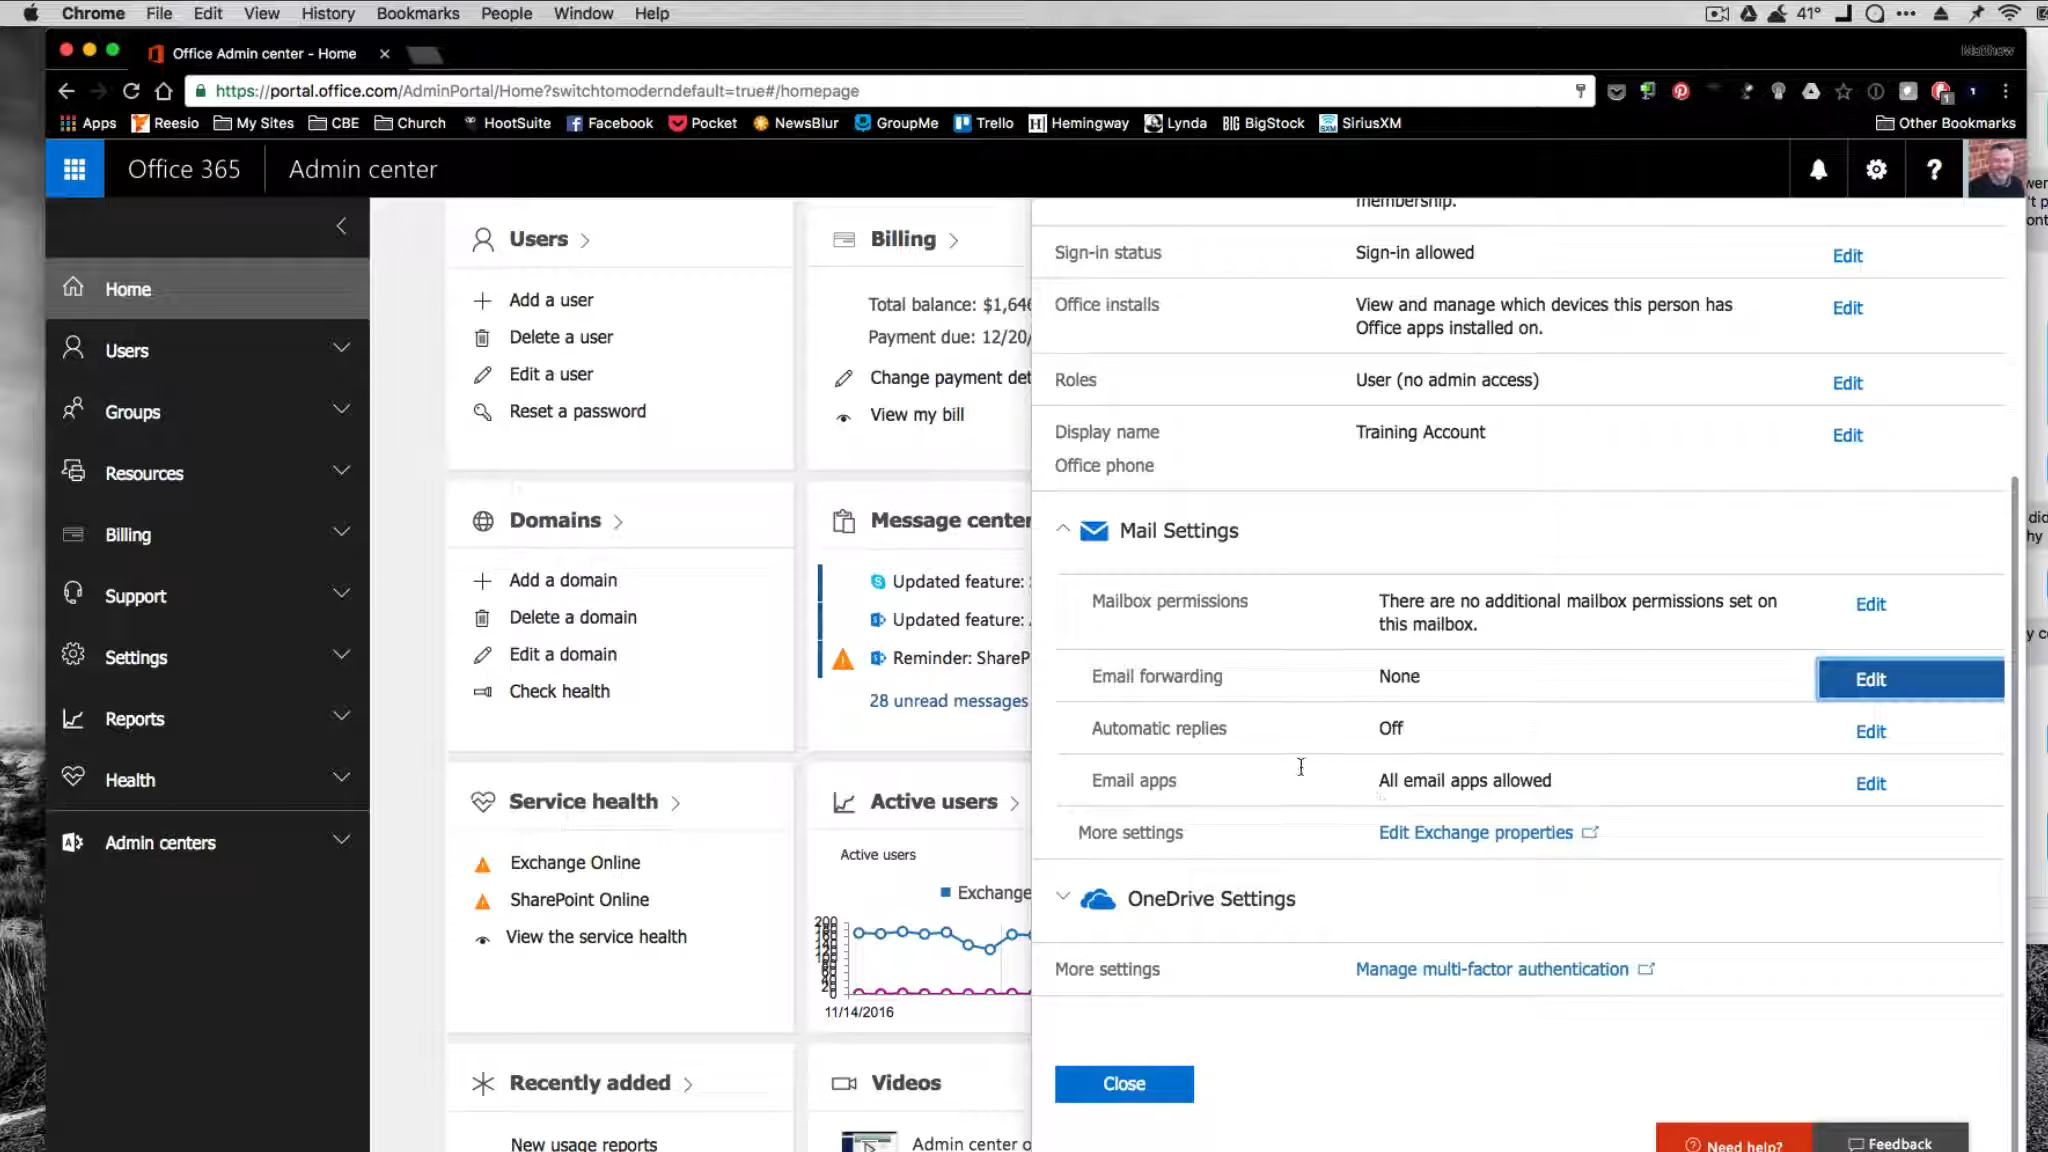 Chrome File Edit View History Bookmarks People Window Help
41°
Office Admin center - Home
Matthew
https://portal.office.com/AdminPortal/Home?switchtomoderndefault=true#/homepage
Apps Reesio My Sites CBE Church HootSuite Facebook Pocket NewsBlur GroupMe Trello Hemingway Lynda BigStock SiriusXM Other Bookmarks
Office 365 Admin center
Home
Users
Groups
Resources
Billing
Support
Settings
Reports
Health
Admin centers
Users
Add a user
Delete a user
Edit a user
Reset a password
Billing
Total balance: $1,646
Payment due: 12/20/
Change payment det
View my bill
Domains
Add a domain
Delete a domain
Edit a domain
Check health
Message center
Updated feature:
Updated feature:
Reminder: ShareP
28 unread messages
Service health
Exchange Online
SharePoint Online
View the service health
Active users
Active users
Exchange
200
20
0
11/14/2016
Recently added
New usage reports
Videos
Admin center o
membership.
Sign-in status Sign-in allowed Edit
Office installs View and manage which devices this person has Edit
Office apps installed on.
Roles User (no admin access) Edit
Display name Training Account Edit
Office phone
Mail Settings
Mailbox permissions There are no additional mailbox permissions set on Edit
this mailbox.
Email forwarding None Edit
Automatic replies Off Edit
Email apps All email apps allowed Edit
More settings Edit Exchange properties
OneDrive Settings
More settings Manage multi-factor authentication
Close
Need help? Feedback